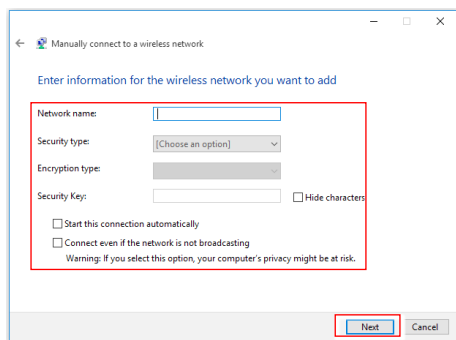 Manually connect to a wireless network
Enter information for the wireless network you want to add
Network name:
Security type: [Choose an option]
Encryption type:
Security Key: Hide characters
Start this connection automatically
Connect even if the network is not broadcasting
Warning: If you select this option, your computer's privacy might be at risk.
Next Cancel